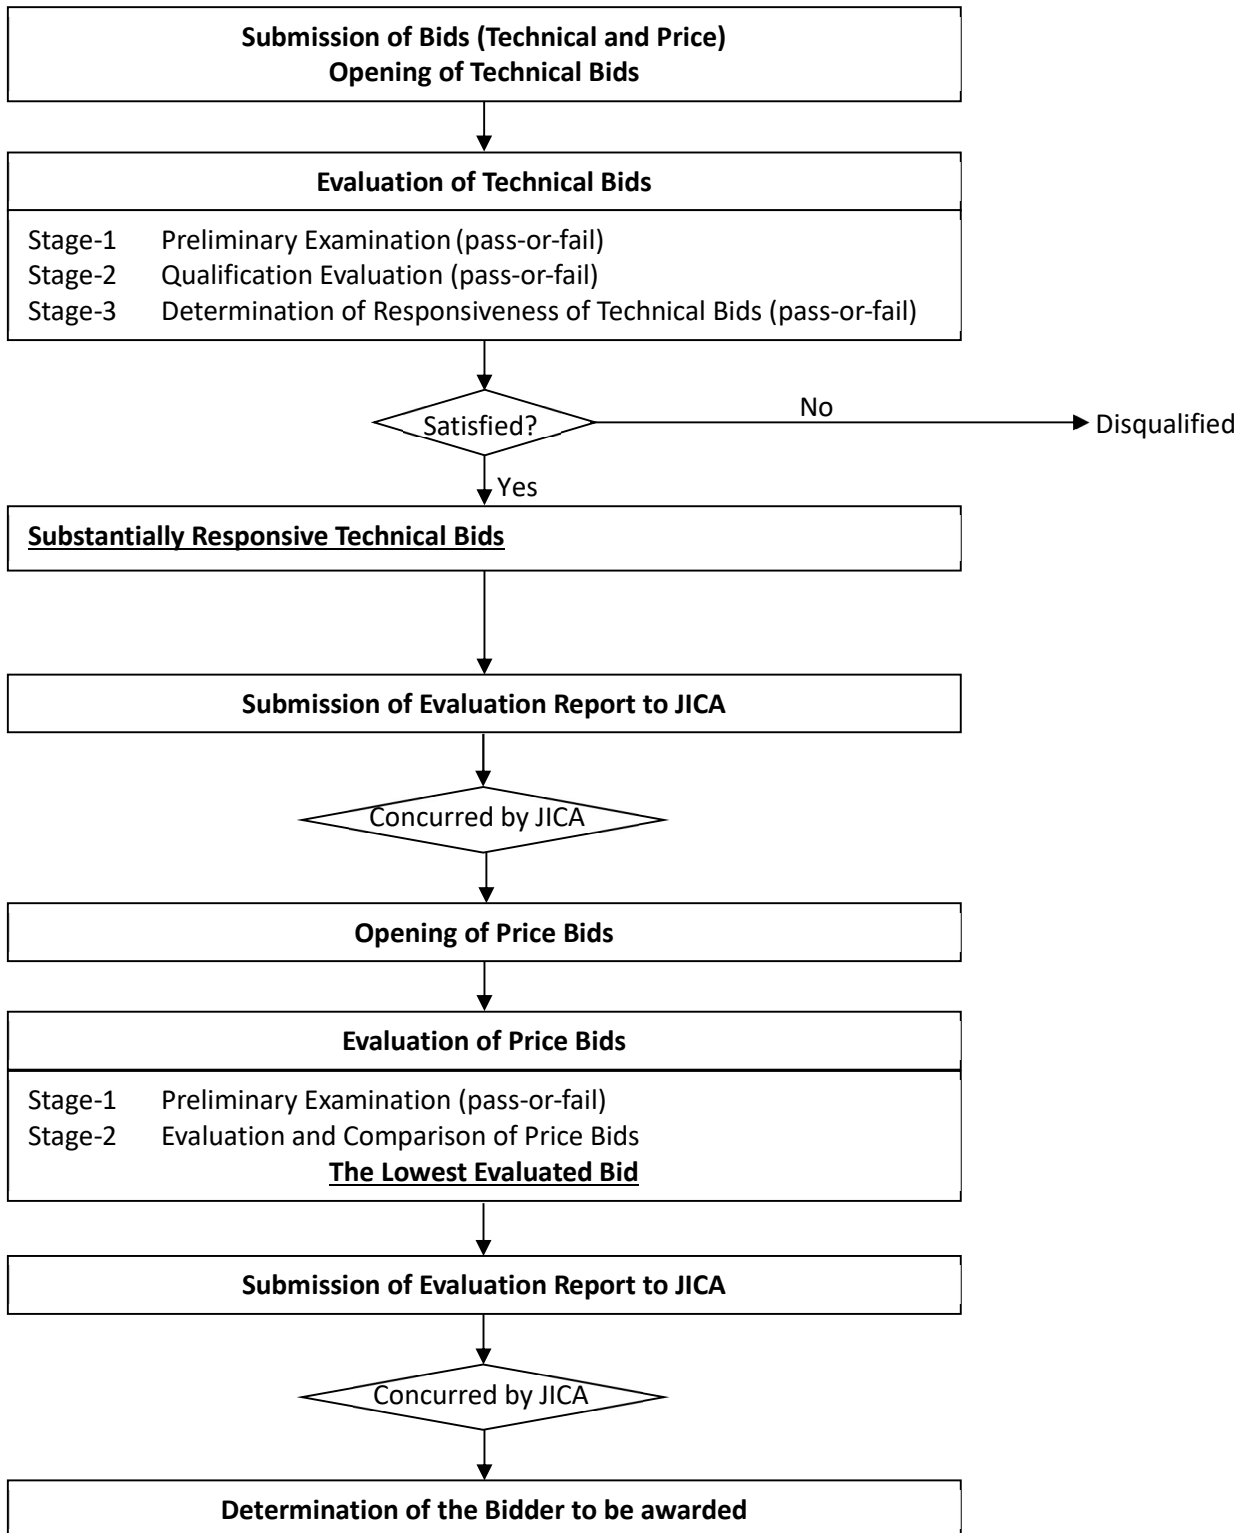 Submission of Bids (Technical and Price)
Opening of Technical Bids
Evaluation of Technical Bids
Stage-1 Preliminary Examination (pass-or-fail)
Stage-2 Qualification Evaluation (pass-or-fail)
Stage-3 Determination of Responsiveness of Technical Bids (pass-or-fail)
Satisfied?
No
Disqualified
Yes
Substantially Responsive Technical Bids
Submission of Evaluation Report to JICA
Concurred by JICA
Opening of Price Bids
Evaluation of Price Bids
Stage-1 Preliminary Examination (pass-or-fail)
Stage-2 Evaluation and Comparison of Price Bids
The Lowest Evaluated Bid
Submission of Evaluation Report to JICA
Concurred by JICA
Determination of the Bidder to be awarded